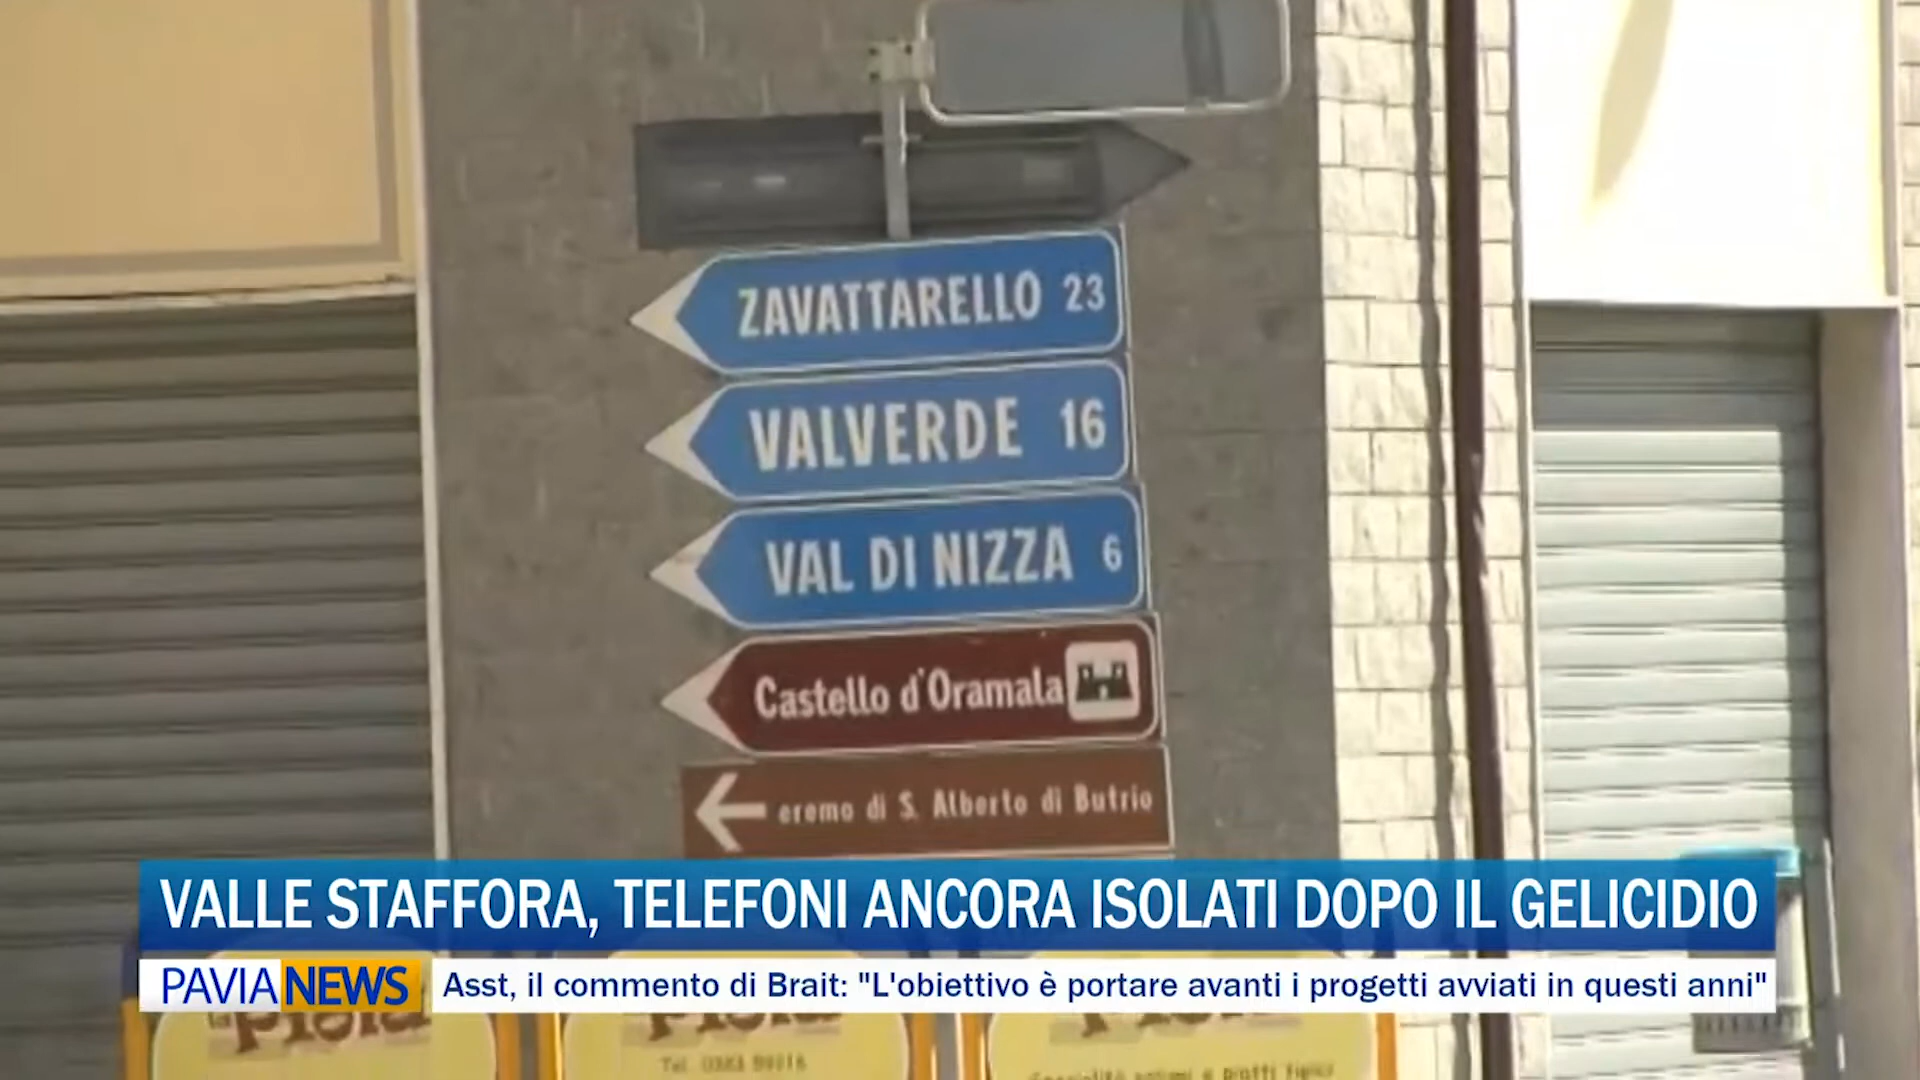 ZAVATTARELLO 23
VALVERDE 16
VAL DI NIZZA 6
Castello d'Oramala
eremo di S. Alberto di Butrio
VALLE STAFFORA, TELEFONI ANCORA ISOLATI DOPO IL GELICIDIO
PAVIA NEWS
Asst, il commento di Brait: "L'obiettivo è portare avanti i progetti avviati in questi anni"
Tel. 0383